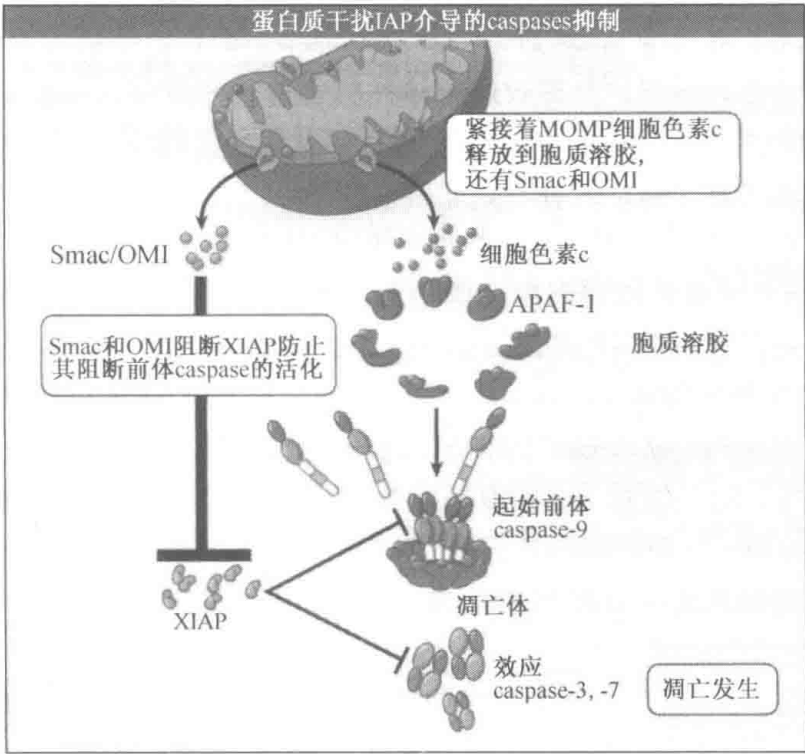 蛋白质干扰IAP介导的caspases抑制
紧接着MOMP细胞色素c
释放到胞质溶胶,
还有Smac和OMI
Smac/OMI
细胞色素c
APAF-1
胞质溶胶
Smac和OMI阻断XIAP防止
其阻断前体caspase的活化
起始前体
caspase-9
凋亡体
XIAP
效应
caspase-3, -7
凋亡发生